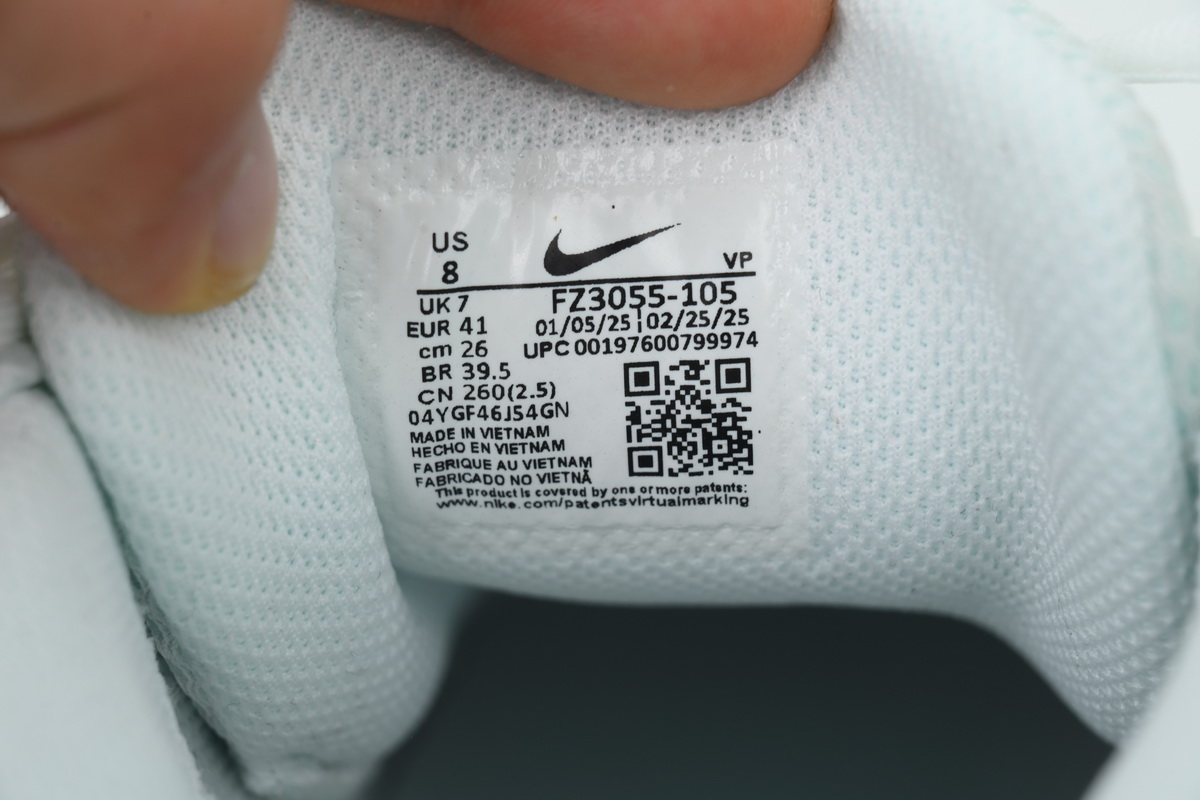 US
8
VP
UK 7
FZ3055-105
EUR 41
01/05/25 | 02/25/25
cm 26
UPC 00197600799974
BR 39.5
CN 260(2.5)
04YGF46J54GN
MADE IN VIETNAM
HECHO EN VIETNAM
FABRIQUE AU VIETNAM
FABRICADO NO VIETNÃ
This product is covered by one or more patents:
www.nike.com/patentsvirtualmarking